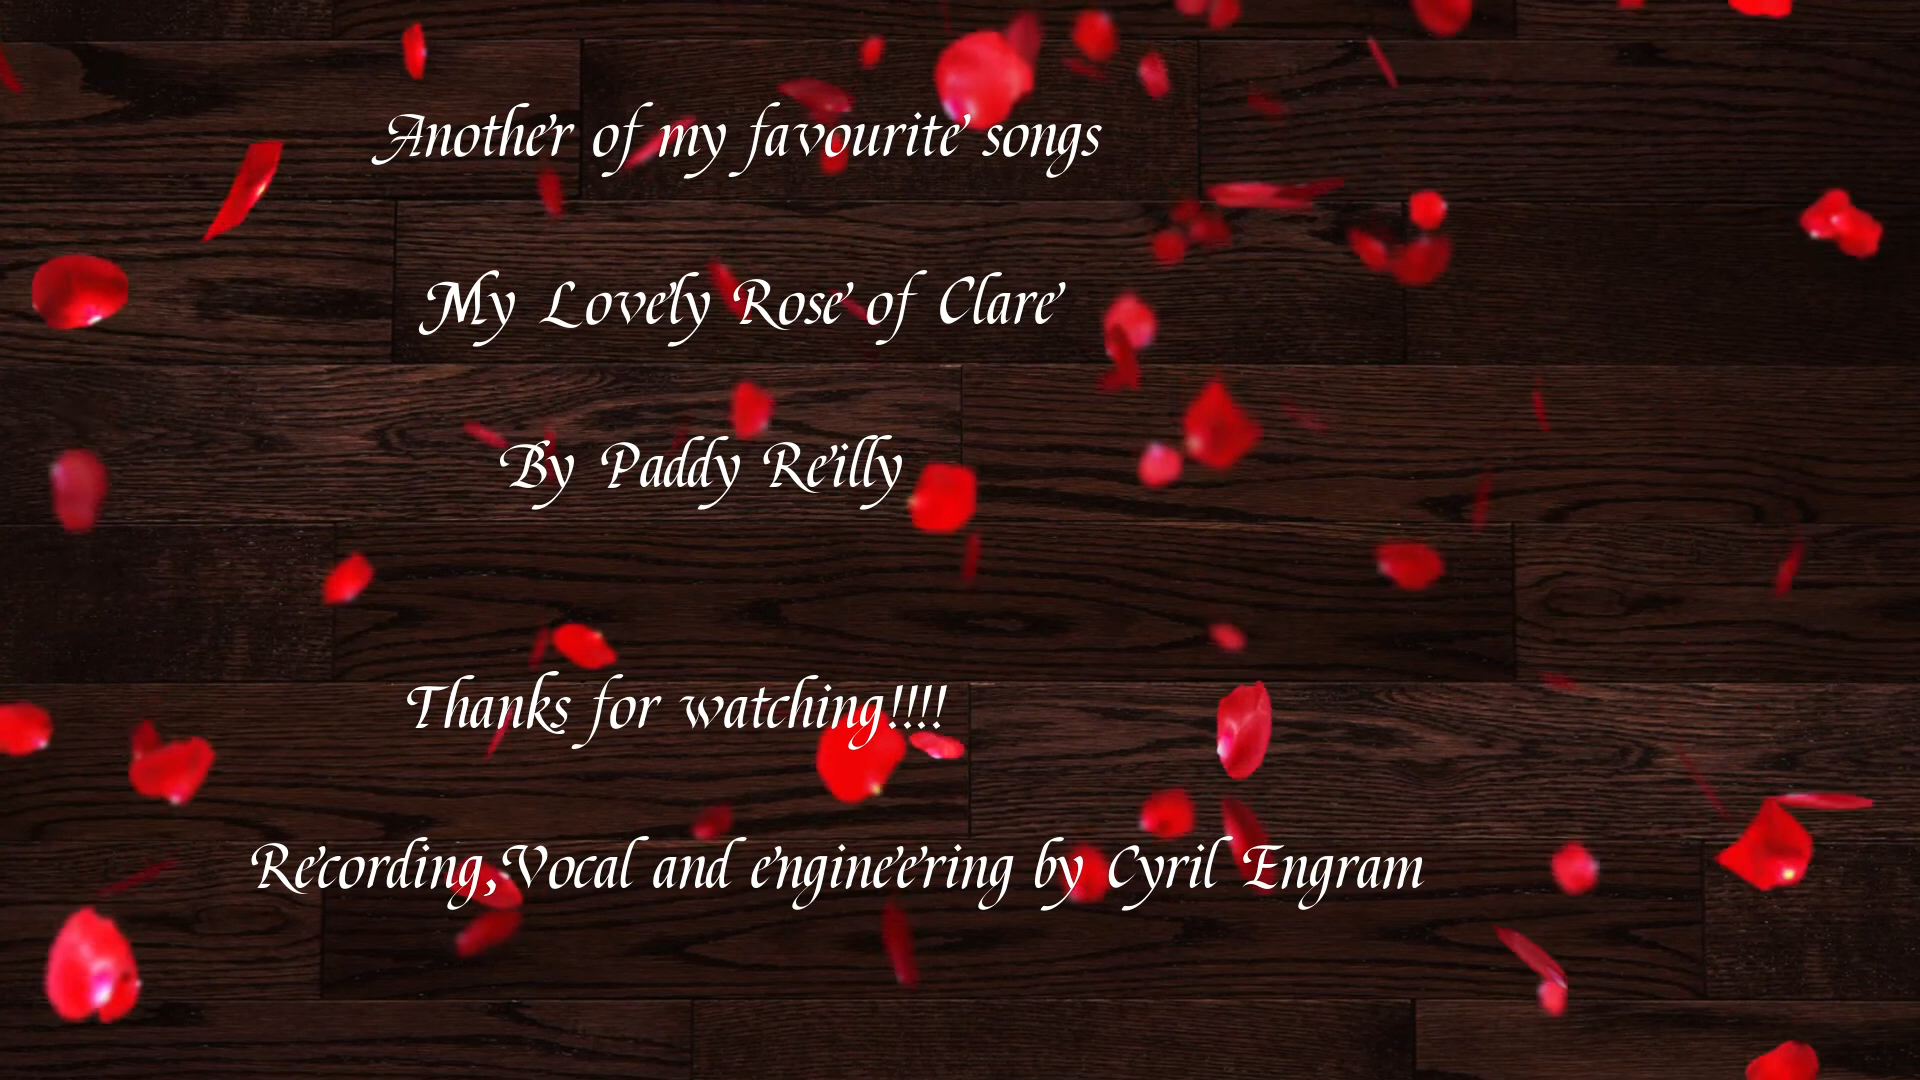 Another of my favourite songs
My Lovely Rose of Clare
By Paddy Reilly
Thanks for watching!!!!
Recording,Vocal and engineering by Cyril Engram